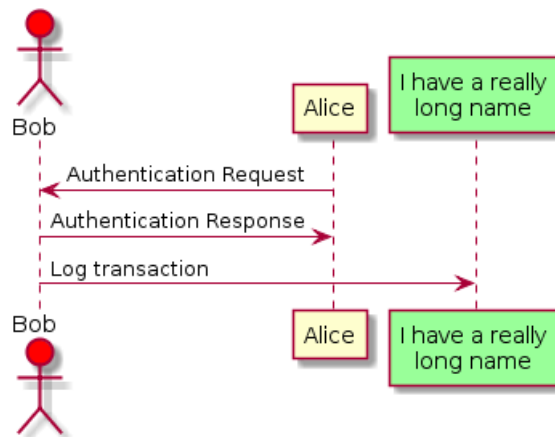 Bob
Alice
I have a really
long name
Authentication Request
Authentication Response
Log transaction
Bob
Alice
I have a really
long name